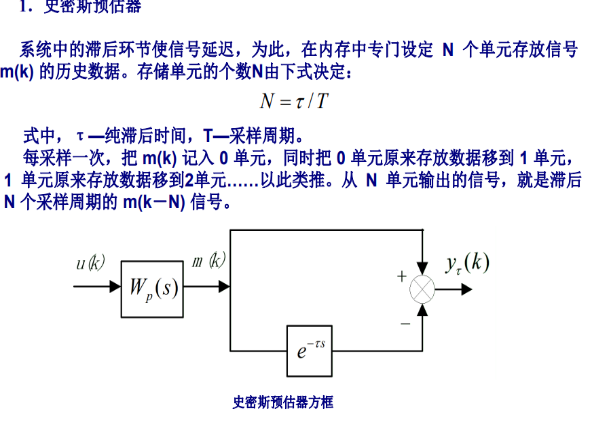 1. 史密斯预估器
系统中的滞后环节使信号延迟，为此，在内存中专门设定 N 个单元存放信号
m(k) 的历史数据。存储单元的个数N由下式决定：
N = τ / T
式中， τ —纯滞后时间，T—采样周期。
每采样一次，把 m(k) 记入 0 单元，同时把 0 单元原来存放数据移到 1 单元，
1 单元原来存放数据移到2单元……以此类推。从 N 单元输出的信号，就是滞后
N 个采样周期的 m(k－N) 信号。
u(k)
W_p(s)
m(k)
+
y_τ(k)
−
e^{-τs}
史密斯预估器方框